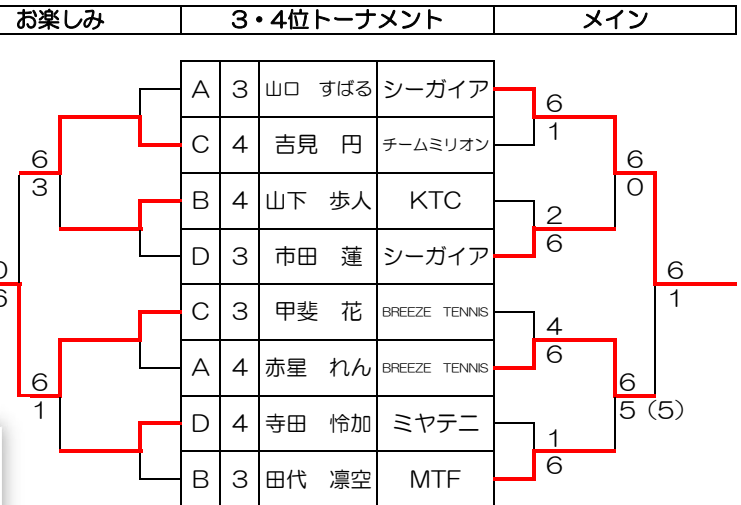 お楽しみ 3・4位トーナメント メイン
A 3 山口 すばる シーガイア 6
C 4 吉見 円 チームミリオン 1
6 6
3 0
B 4 山下 歩人 KTC 2
D 3 市田 蓮 シーガイア 6
6 1
C 3 甲斐 花 BREEZE TENNIS 4
A 4 赤星 れん BREEZE TENNIS 6
6 6
1 5(5)
D 4 寺田 怜加 ミヤテニ 1
B 3 田代 凛空 MTF 6